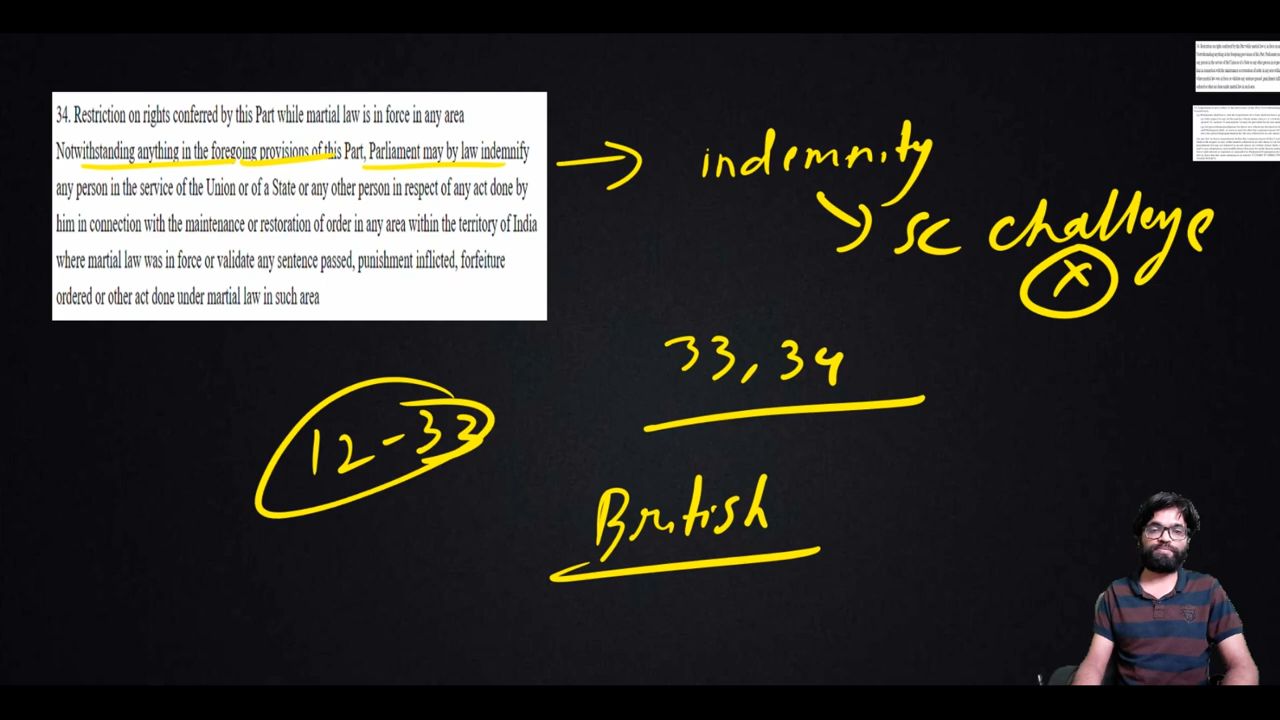 34. Restriction on rights conferred by this Part while martial law is in force in any area
Notwithstanding anything in the foregoing provisions of this Part, Parliament may by law indemnify
any person in the service of the Union or of a State or any other person in respect of any act done by
him in connection with the maintenance or restoration of order in any area within the territory of India
where martial law was in force or validate any sentence passed, punishment inflicted, forfeiture
ordered or other act done under martial law in such area
indemnity
SC challenge
X
33, 34
12-33
British